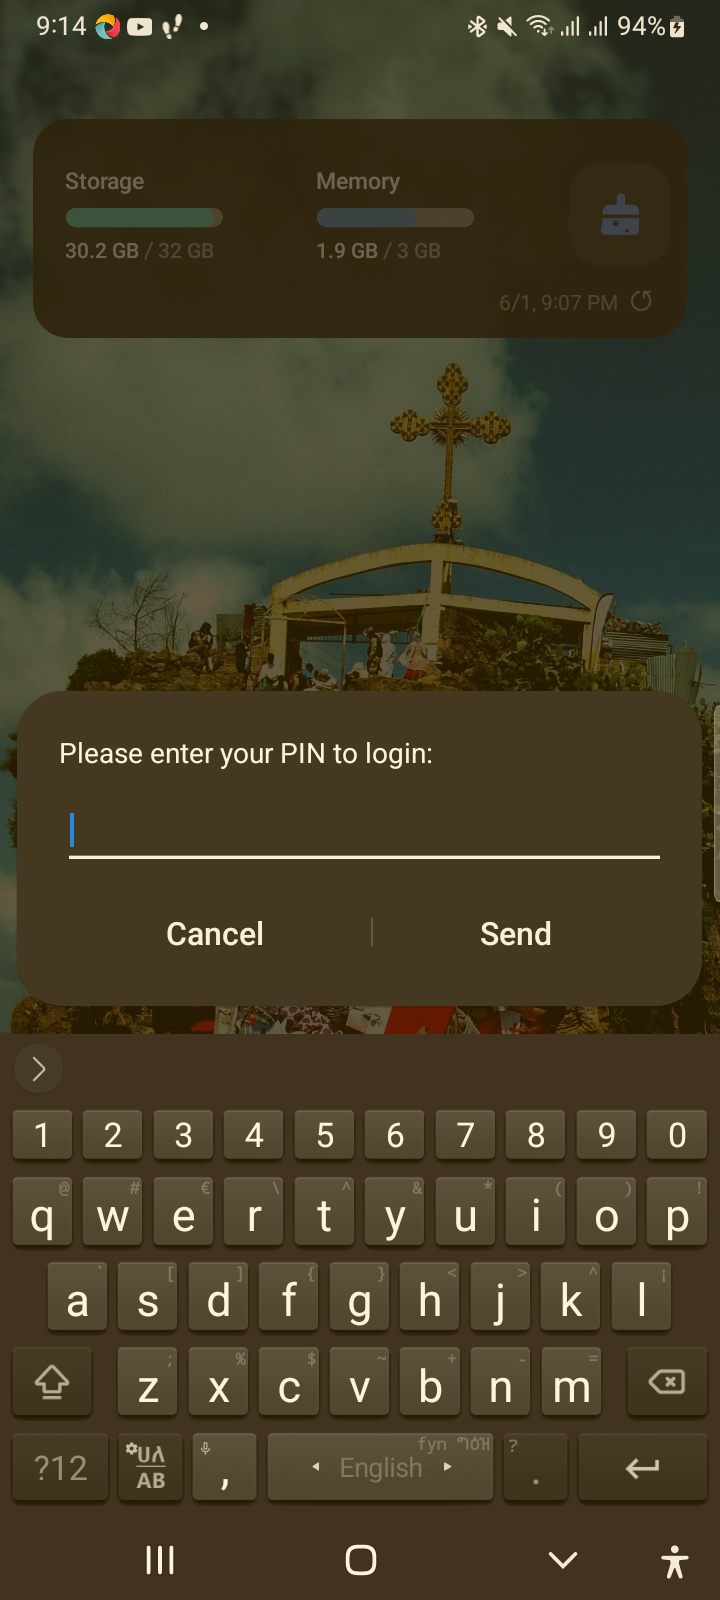 9:14 94%
Storage Memory
30.2 GB / 32 GB 1.9 GB / 3 GB
6/1, 9:07 PM
Please enter your PIN to login:
Cancel Send
1 2 3 4 5 6 7 8 9 0
@ # € \ ^ & * ( ) !
q w e r t y u i o p
` [ ] { } < > ^ ¡
a s d f g h j k l
; % $ ~ + - =
z x c v b n m
fyn ?
?12 AB , English .